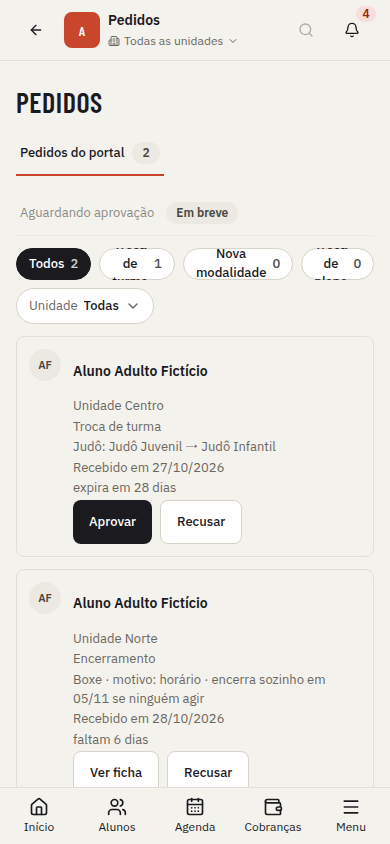 4
A
Pedidos
Todas as unidades
PEDIDOS
Pedidos do portal 2
Aguardando aprovação Em breve
Todos 2
de
1
Nova
modalidade
0
de
0
Unidade Todas
AF
Aluno Adulto Fictício
Unidade Centro
Troca de turma
Judô: Judô Juvenil → Judô Infantil
Recebido em 27/10/2026
expira em 28 dias
Aprovar Recusar
AF
Aluno Adulto Fictício
Unidade Norte
Encerramento
Boxe · motivo: horário · encerra sozinho em
05/11 se ninguém agir
Recebido em 28/10/2026
faltam 6 dias
Ver ficha Recusar
Início Alunos Agenda Cobranças Menu